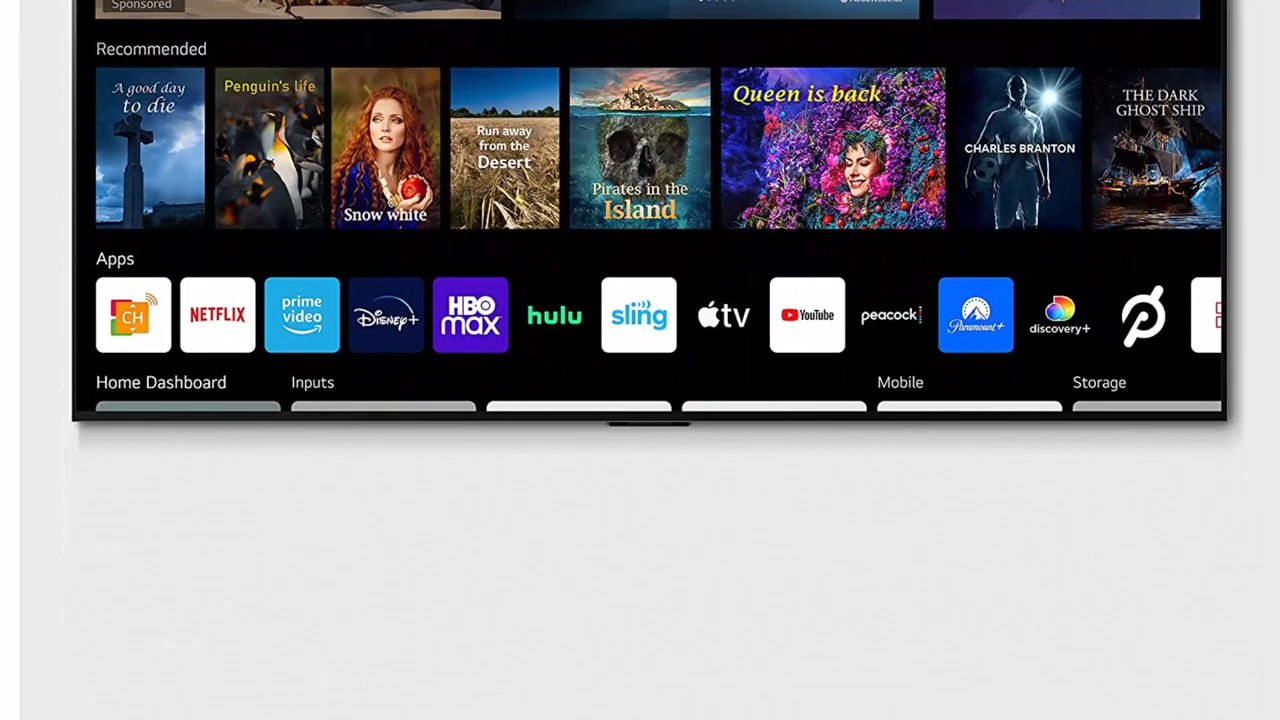 Sponsored
AccuWeather
Recommended
A good day
to die
Penguin's life
Snow white
Run away
from the
Desert
Pirates in the
Island
Queen is back
CHARLES BRANTON
THE DARK
GHOST SHIP
Apps
CH
NETFLIX
prime
video
Disney+
HBO
max
hulu
sling
tv
YouTube
peacock
Paramount+
discovery+
Home Dashboard
Inputs
Mobile
Storage